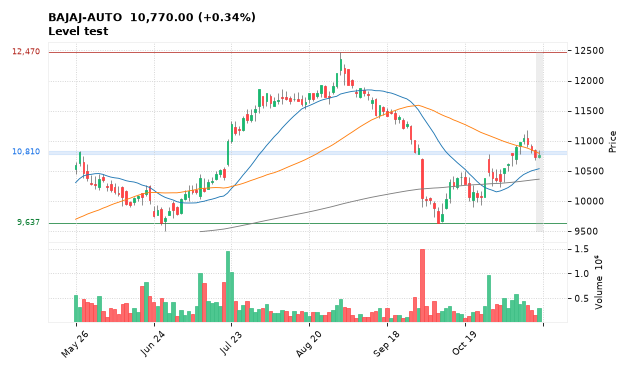 BAJAJ-AUTO 10,770.00 (+0.34%)
Level test
12,470
10,810
9,637
12500
12000
11500
11000
10500
10000
9500
Price
1.5
1.0
0.5
Volume 10⁴
May 26
Jun 24
Jul 23
Aug 20
Sep 18
Oct 19